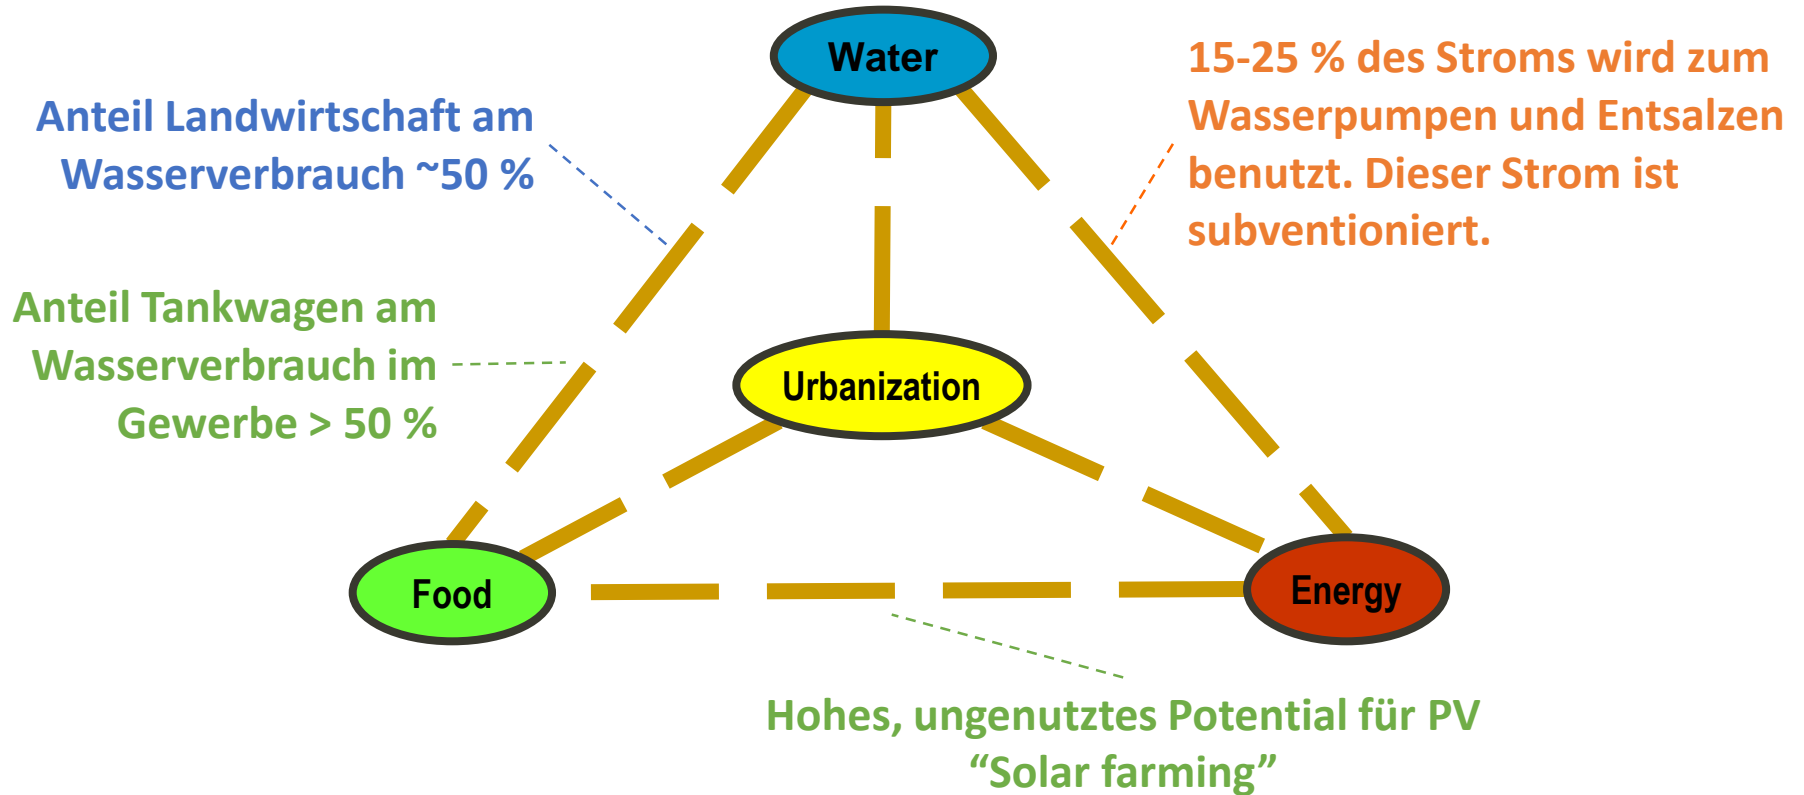 Water
15-25 % des Stroms wird zum
Wasserpumpen und Entsalzen
benutzt. Dieser Strom ist
subventioniert.
Anteil Landwirtschaft am
Wasserverbrauch ~50 %
Anteil Tankwagen am
Wasserverbrauch im
Gewerbe > 50 %
Urbanization
Food
Energy
Hohes, ungenutztes Potential für PV
“Solar farming”